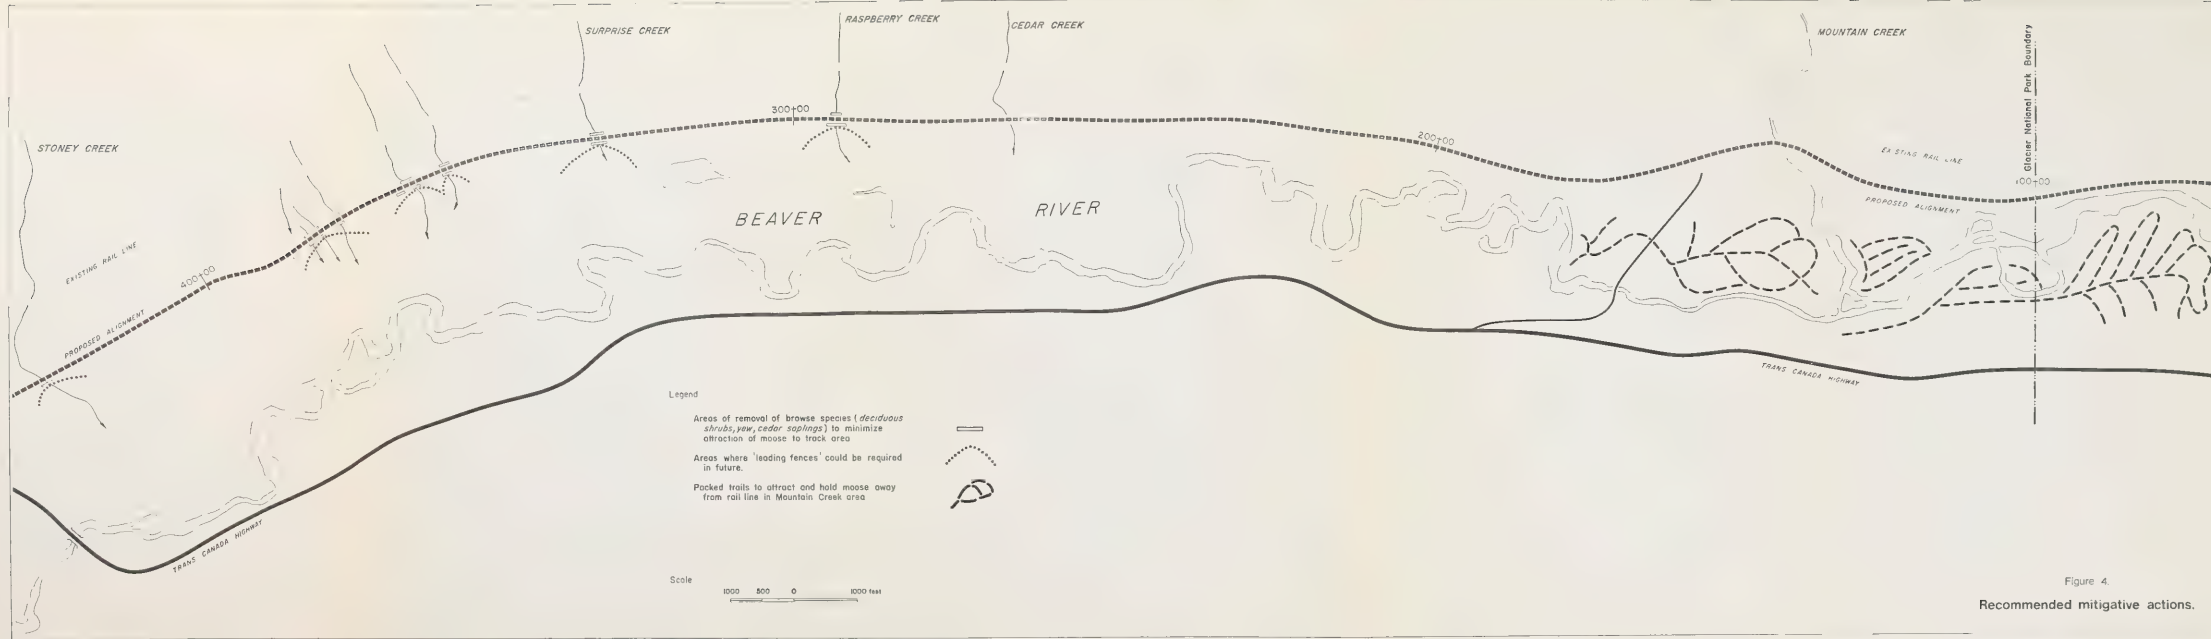 RASPBERRY CREEK
CEDAR CREEK
SURPRISE CREEK
MOUNTAIN CREEK
Glacier National Park Boundary
300+00
200+00
STONEY CREEK
EXISTING RAIL LINE
100+00
PROPOSED ALIGNMENT
BEAVER RIVER
EXISTING RAIL LINE
400+00
PROPOSED ALIGNMENT
TRANS CANADA HIGHWAY
Legend
Areas of removal of browse species (deciduous
shrubs, yew, cedar saplings) to minimize
attraction of moose to track area
Areas where 'leading fences' could be required
in future.
Packed trails to attract and hold moose away
from rail line in Mountain Creek area
TRANS CANADA HIGHWAY
Scale
1000 500 0 1000 feet
Figure 4.
Recommended mitigative actions.